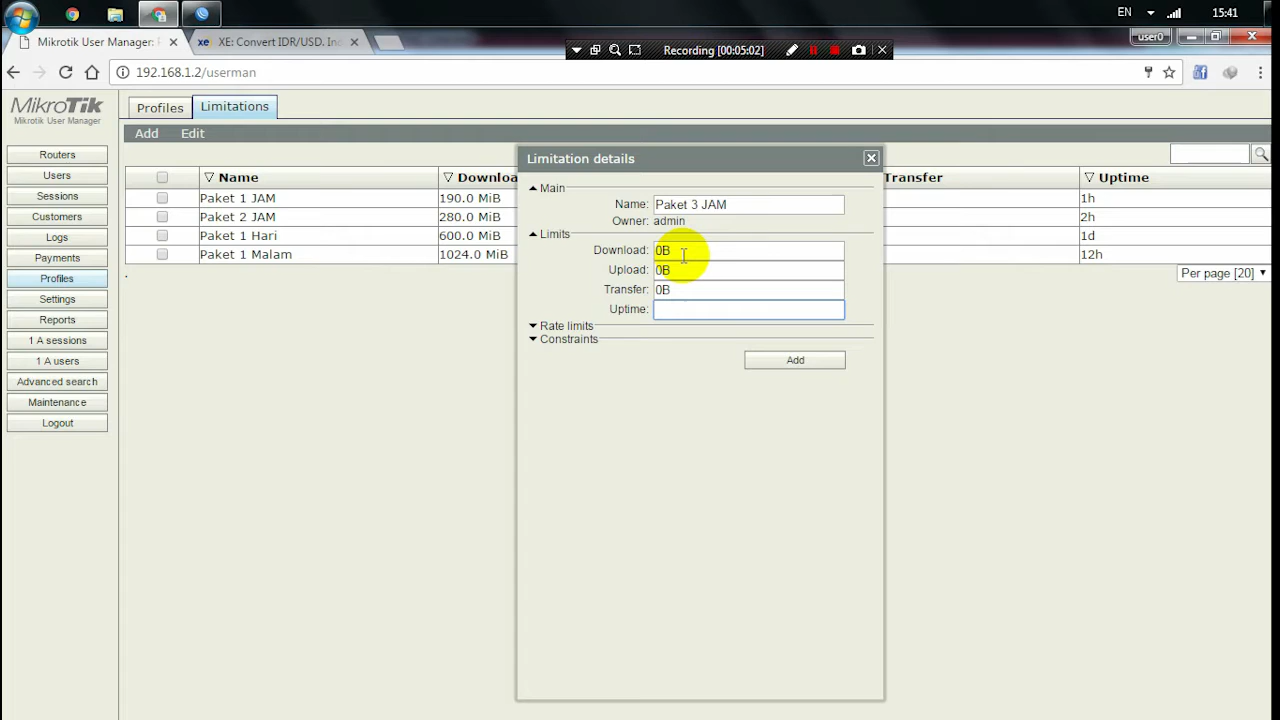 EN 15:41
Mikrotik User Manager: XE: Convert IDR/USD. In user0
Recording [00:05:02]
192.168.1.2/userman
MikroTik
Mikrotik User Manager
Profiles Limitations
Add Edit
Routers
Users
Sessions
Customers
Logs
Payments
Profiles
Settings
Reports
1 A sessions
1 A users
Advanced search
Maintenance
Logout
Name Downloa Transfer Uptime
Paket 1 JAM 190.0 MiB 1h
Paket 2 JAM 280.0 MiB 2h
Paket 1 Hari 600.0 MiB 1d
Paket 1 Malam 1024.0 MiB 12h
Per page [20]
Limitation details
Main
Name: Paket 3 JAM
Owner: admin
Limits
Download: 0B
Upload: 0B
Transfer: 0B
Uptime:
Rate limits
Constraints
Add